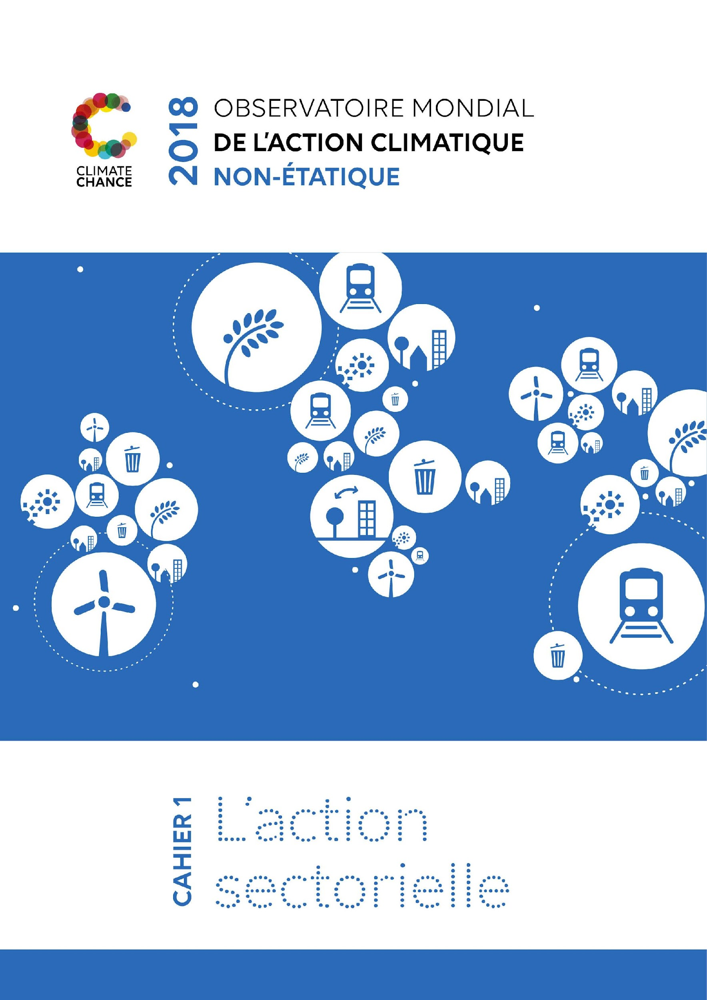 CLIMATE
CHANCE
2018
OBSERVATOIRE MONDIAL
DE L'ACTION CLIMATIQUE
NON-ÉTATIQUE
CAHIER 1
L'action
sectorielle